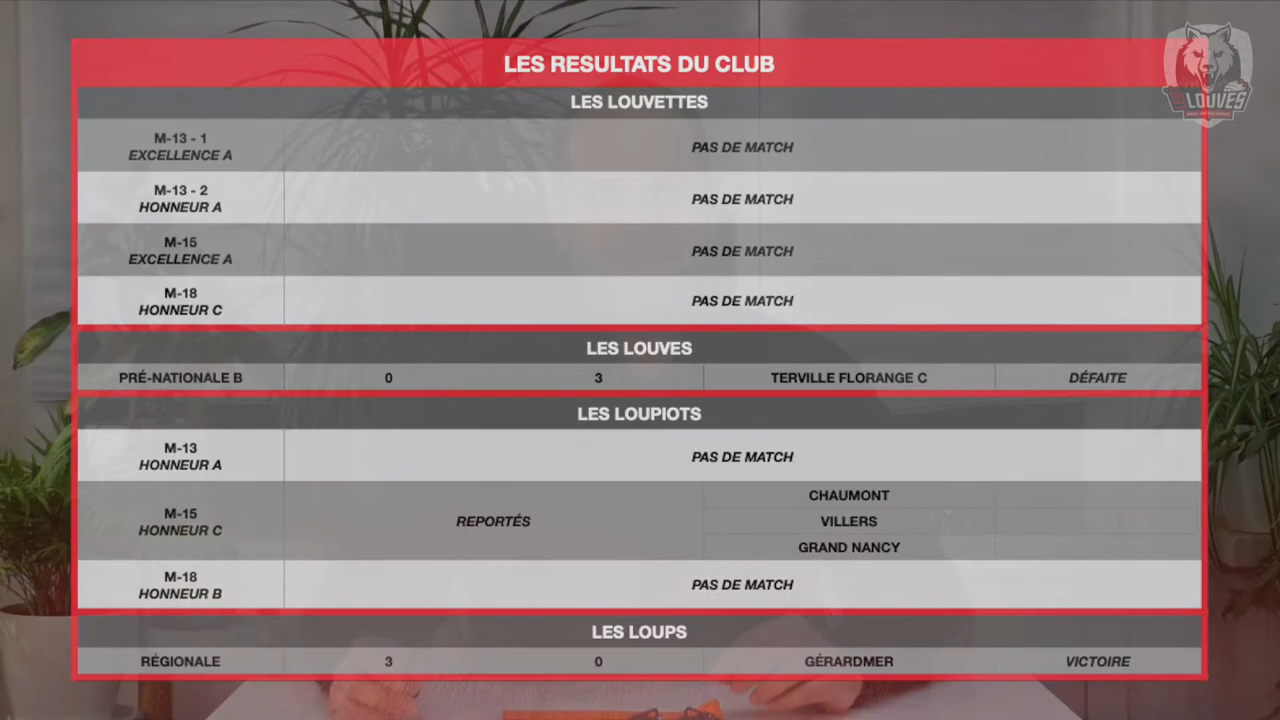 LES RESULTATS DU CLUB
LOUVES
LES LOUVETTES
M-13 - 1
EXCELLENCE A
PAS DE MATCH
M-13 - 2
HONNEUR A
PAS DE MATCH
M-15
EXCELLENCE A
PAS DE MATCH
M-18
HONNEUR C
PAS DE MATCH
LES LOUVES
PRÉ-NATIONALE B 0 3 TERVILLE FLORANGE C DÉFAITE
LES LOUPIOTS
M-13
HONNEUR A
PAS DE MATCH
M-15
HONNEUR C
REPORTÉS
CHAUMONT
VILLERS
GRAND NANCY
M-18
HONNEUR B
PAS DE MATCH
LES LOUPS
RÉGIONALE 3 0 GÉRARDMER VICTOIRE